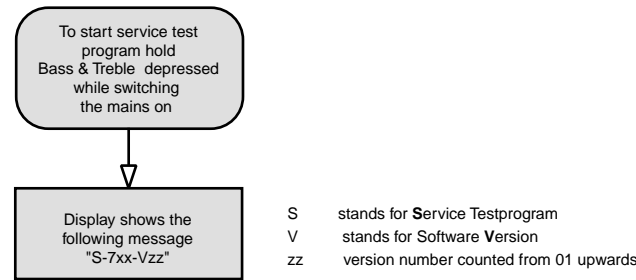 To start service test
program hold
Bass & Treble depressed
while switching
the mains on
Display shows the
following message
"S-7xx-Vzz"
S stands for Service Testprogram
V stands for Software Version
zz version number counted from 01 upwards